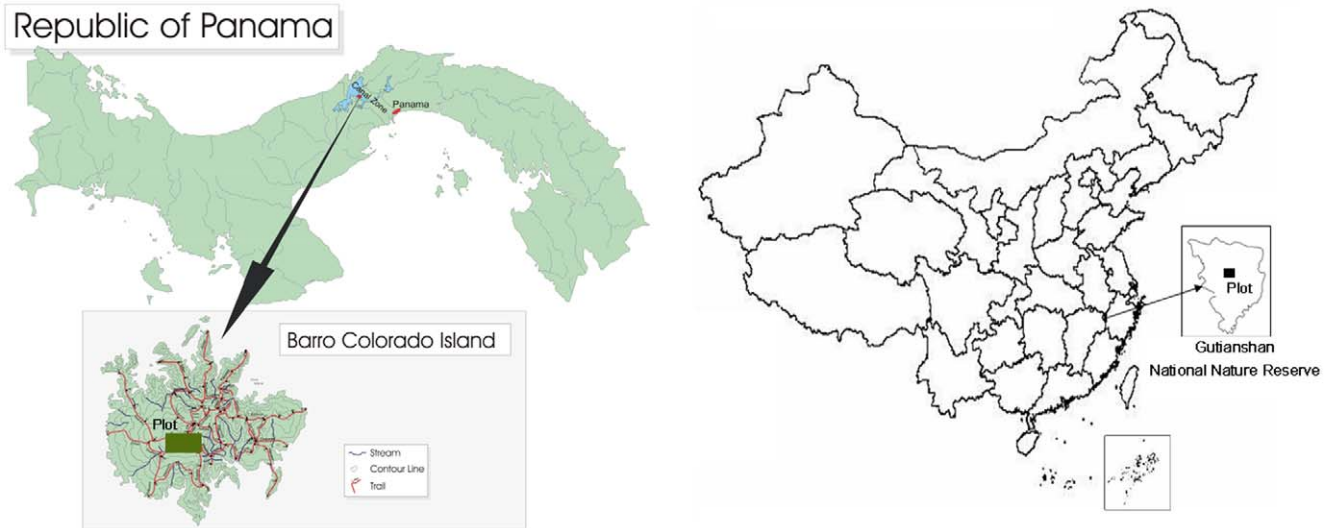 Republic of Panama
Canal Zone
Panama
Barro Colorado Island
Plot
Stream
Contour Line
Trail
Plot
Gutianshan
National Nature Reserve